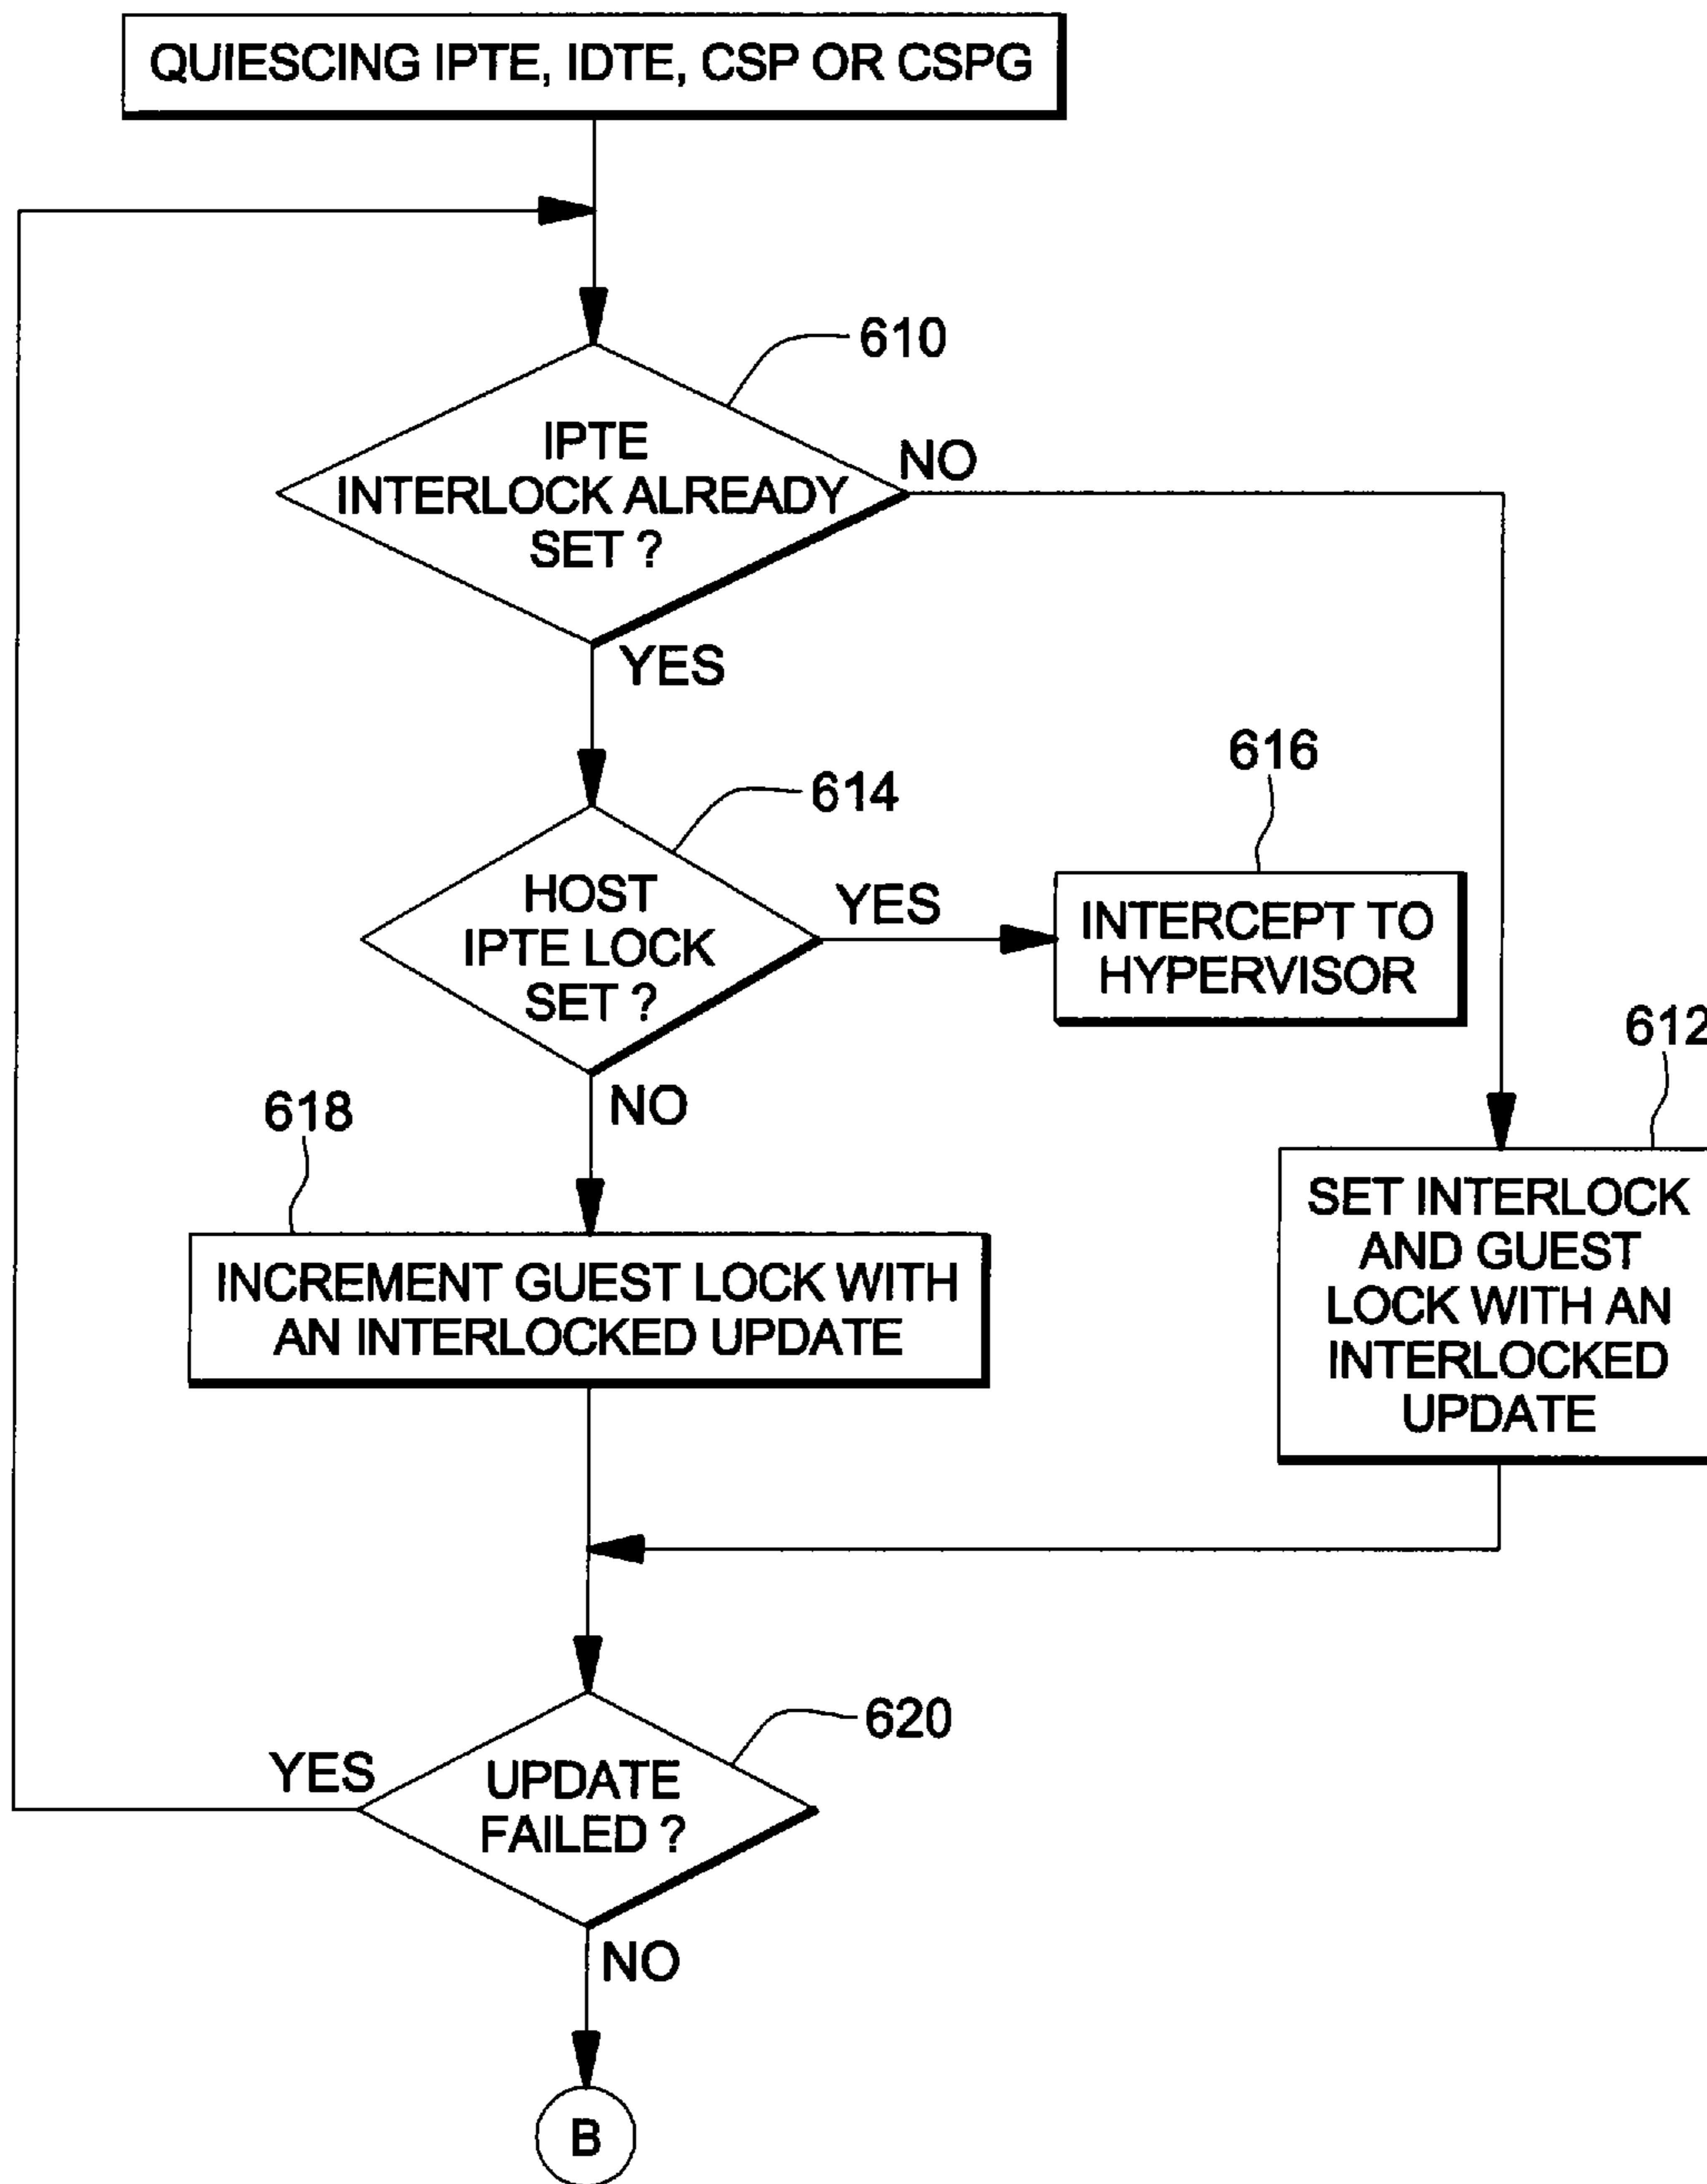 QUIESCING IPTE, IDTE, CSP OR CSPG
610
IPTE
INTERLOCK ALREADY
SET ?
NO
YES
614
HOST
IPTE LOCK
SET ?
YES
616
INTERCEPT TO
HYPERVISOR
NO
612
SET INTERLOCK
AND GUEST
LOCK WITH AN
INTERLOCKED
UPDATE
618
INCREMENT GUEST LOCK WITH
AN INTERLOCKED UPDATE
620
UPDATE
FAILED ?
YES
NO
B